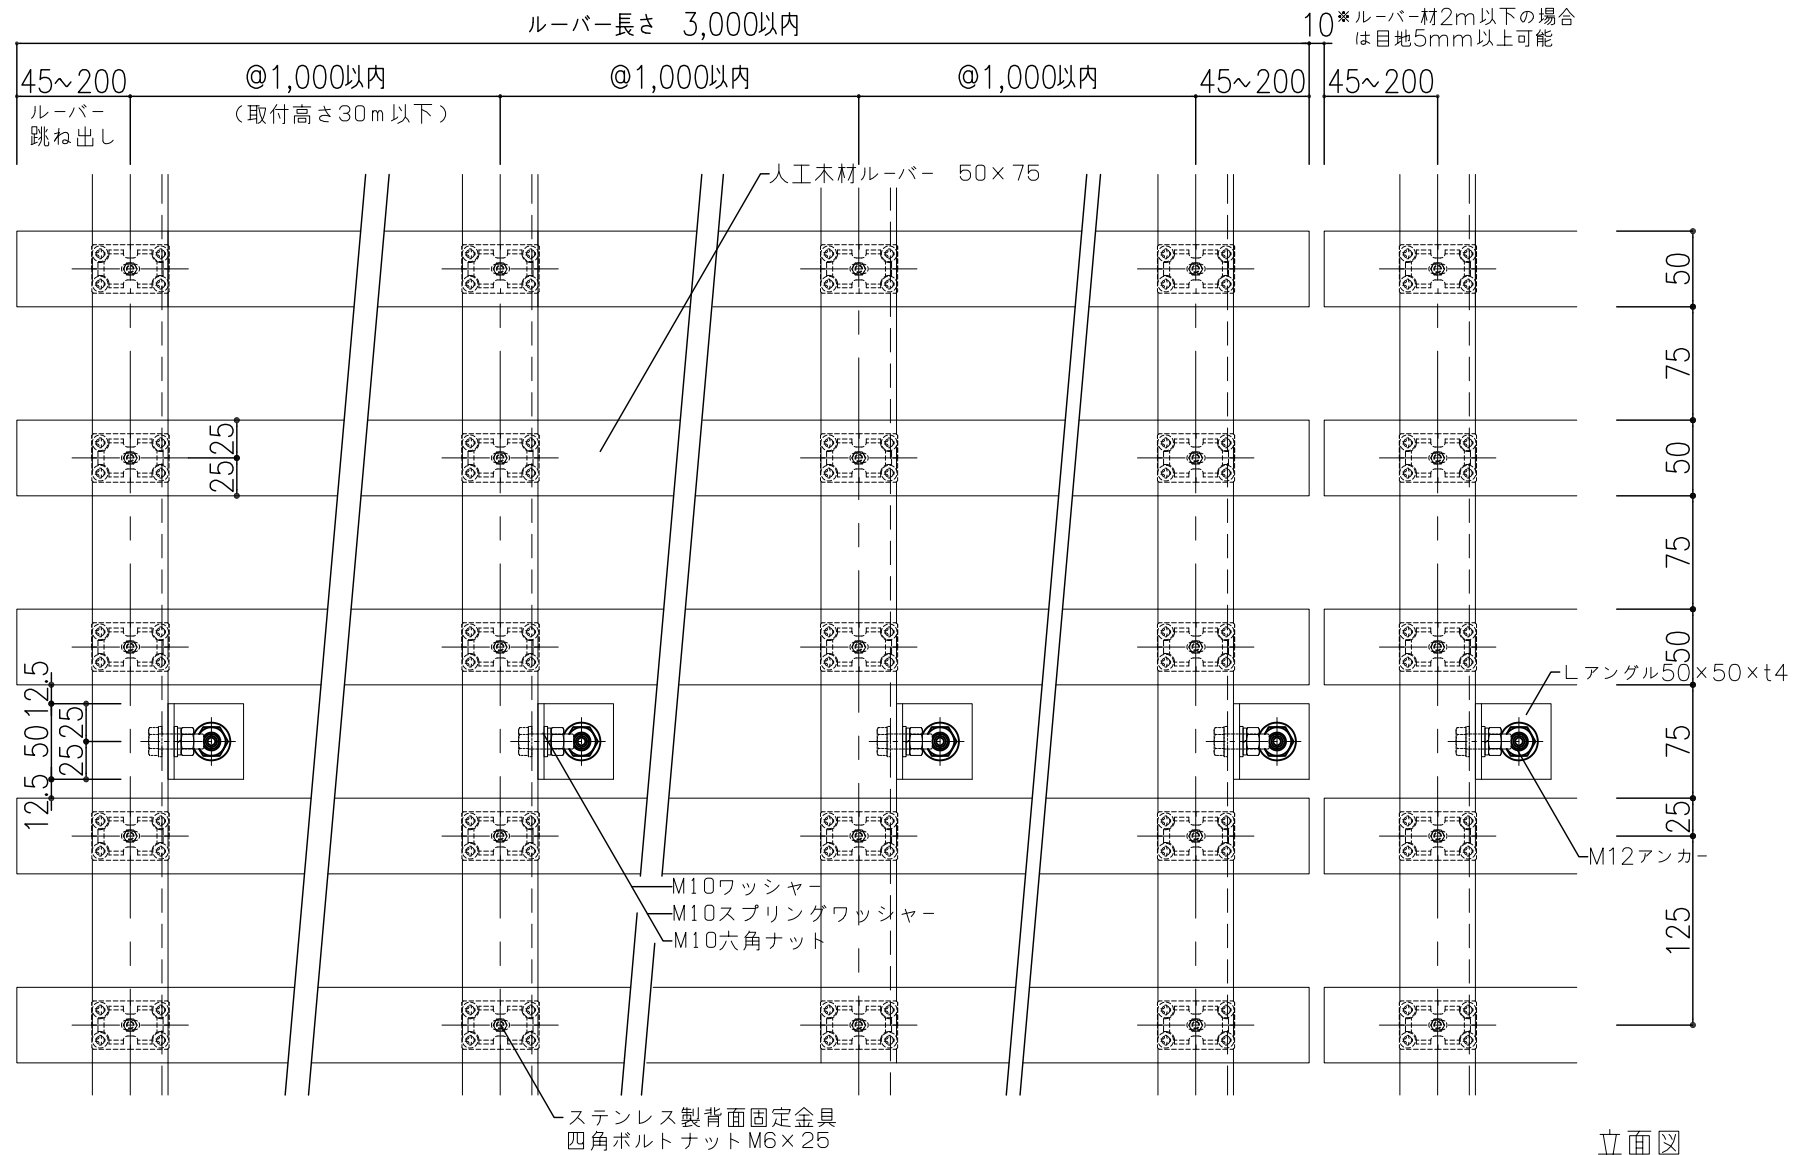 ルーバー長さ 3,000以内
10
※ルーバー材2m以下の場合
は目地5mm以上可能
45~200
@1,000以内
@1,000以内
@1,000以内
45~200
45~200
ルーバー
跳ね出し
(取付高さ30m以下)
人工木材ルーバー 50×75
50
75
25
25
50
75
50
12.5
50
12.5
25
25
Lアングル50×50×t4
75
25
M12アンカー
M10ワッシャー
M10スプリングワッシャー
M10六角ナット
125
ステンレス製背面固定金具
四角ボルトナットM6×25
立面図